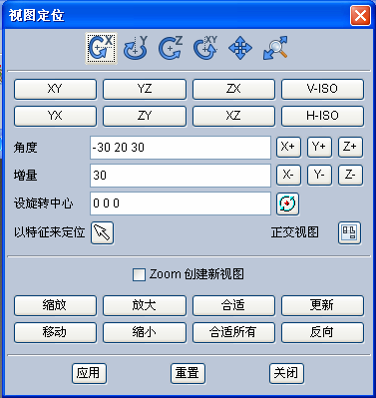 视图定位
X Y Z XY
XY YZ ZX V-ISO
YX ZY XZ H-ISO
角度 -30 20 30 X+ Y+ Z+
增量 30 X- Y- Z-
设旋转中心 0 0 0
以特征来定位 正交视图
Zoom 创建新视图
缩放 放大 合适 更新
移动 缩小 合适所有 反向
应用 重置 关闭